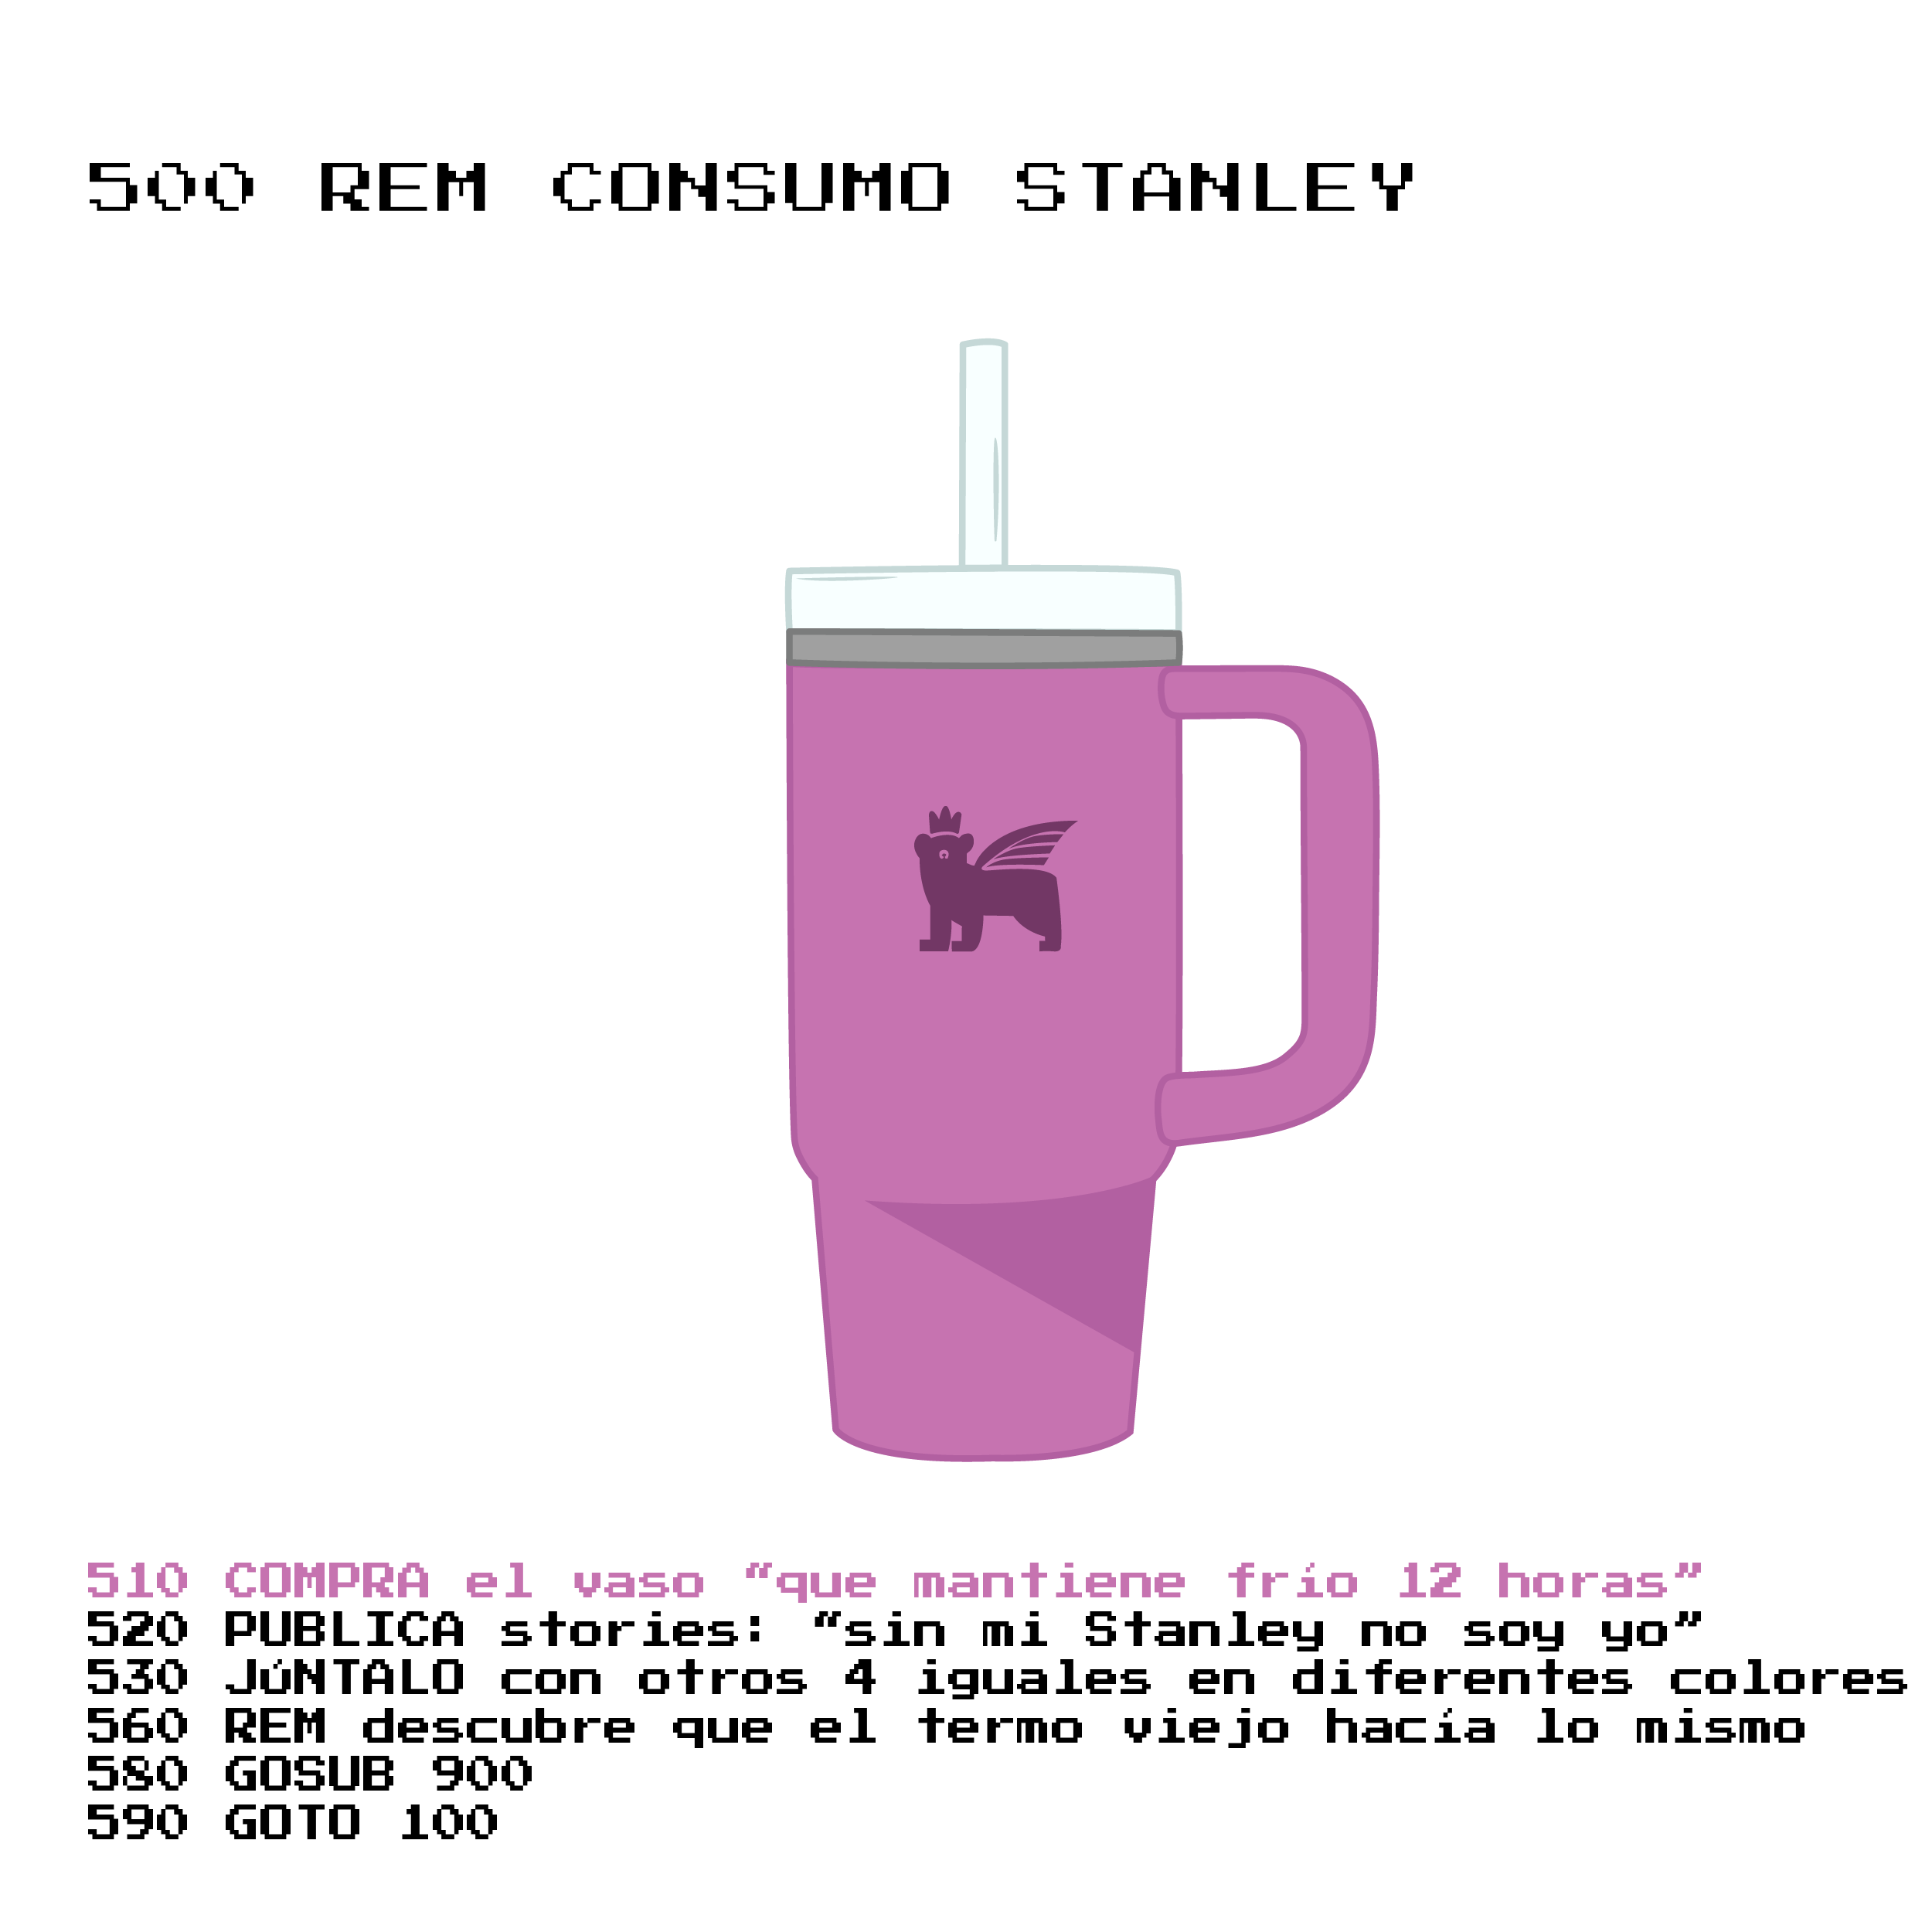 500 REM CONSUMO STANLEY
510 COMPRA el vaso “que mantiene frío 12 horas”
520 PUBLICA stories: “sin mi Stanley no soy yo”
530 JÚNTALO con otros 4 iguales en diferentes colores
560 REM descubre que el termo viejo hacía lo mismo
580 GOSUB 900
590 GOTO 100